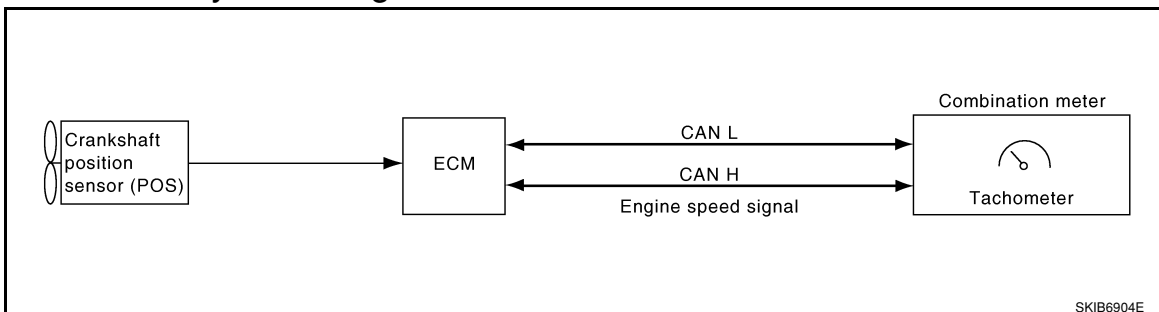 Crankshaft
position
sensor (POS)
ECM
CAN L
CAN H
Engine speed signal
Combination meter
Tachometer
SKIB6904E